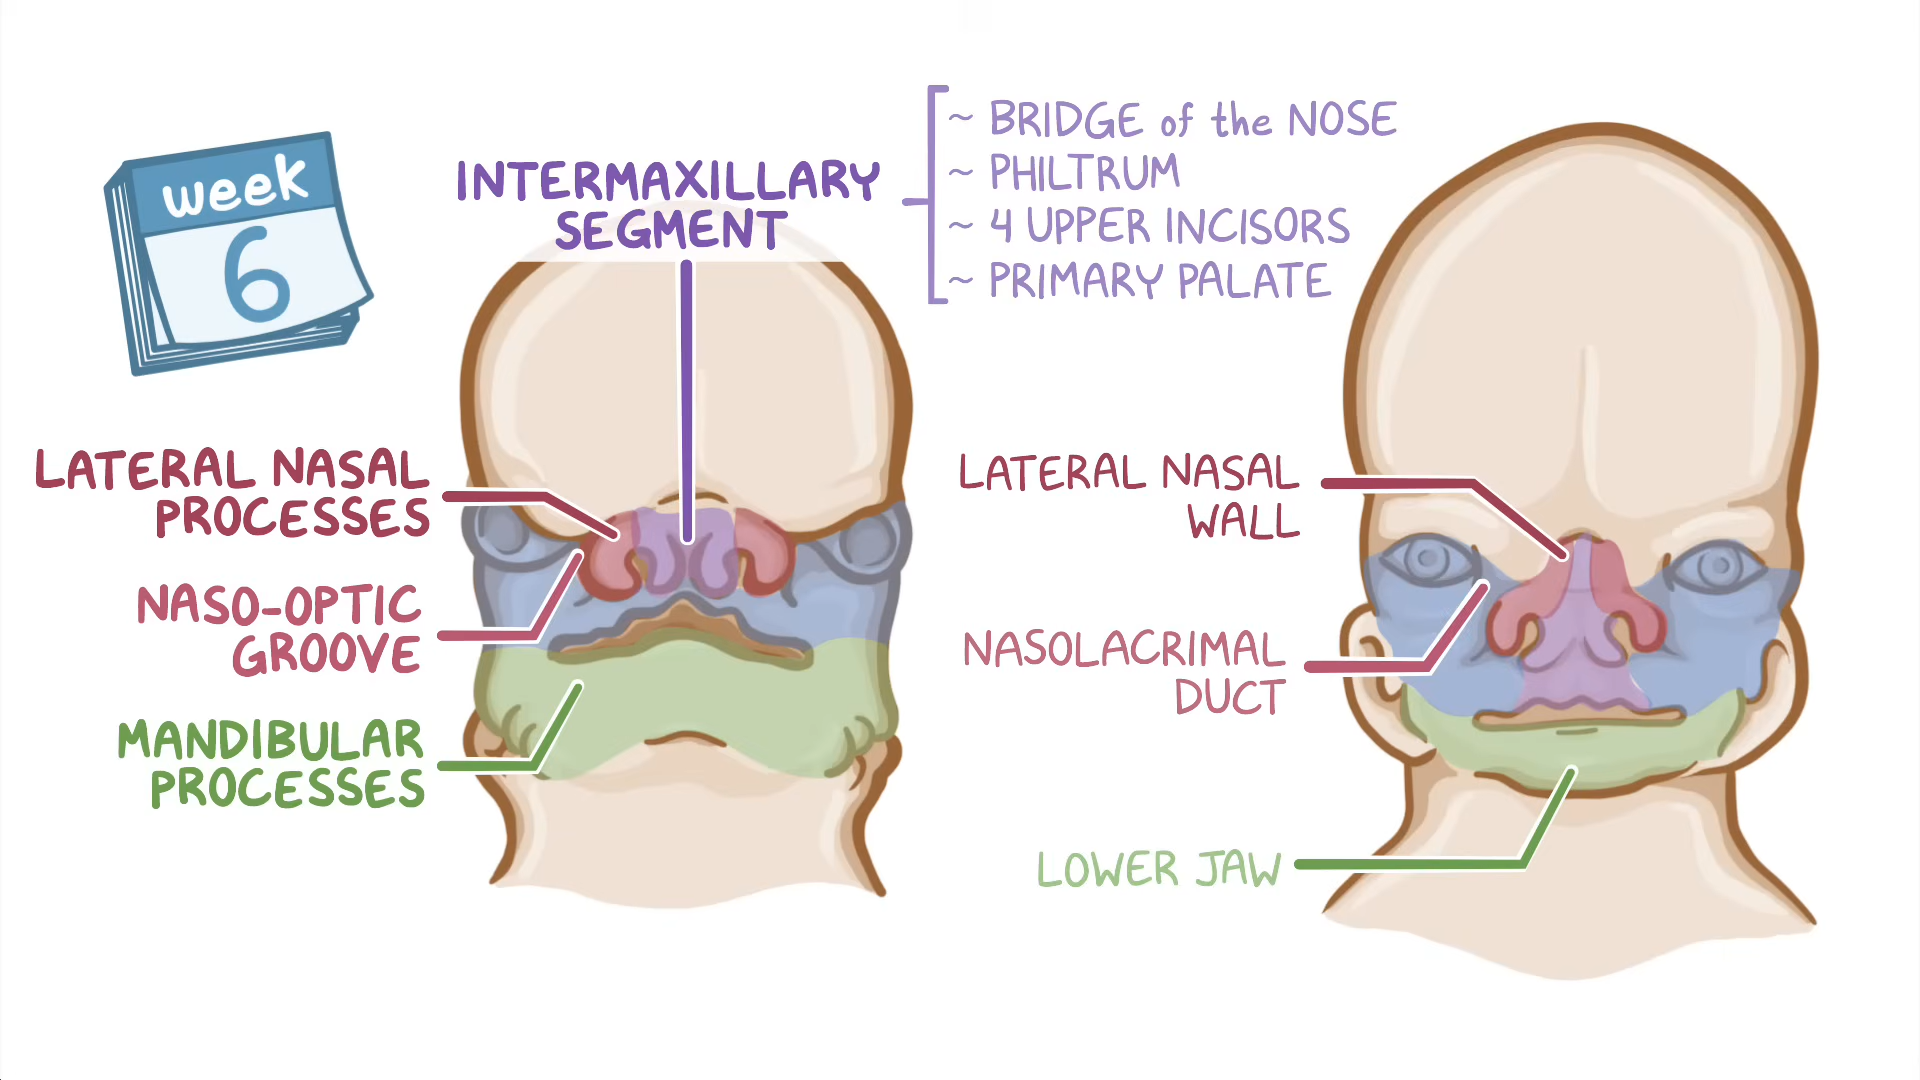 week
6
INTERMAXILLARY
SEGMENT
~ BRIDGE of the NOSE
~ PHILTRUM
~ 4 UPPER INCISORS
~ PRIMARY PALATE
LATERAL NASAL
PROCESSES
NASO-OPTIC
GROOVE
MANDIBULAR
PROCESSES
LATERAL NASAL
WALL
NASOLACRIMAL
DUCT
LOWER JAW